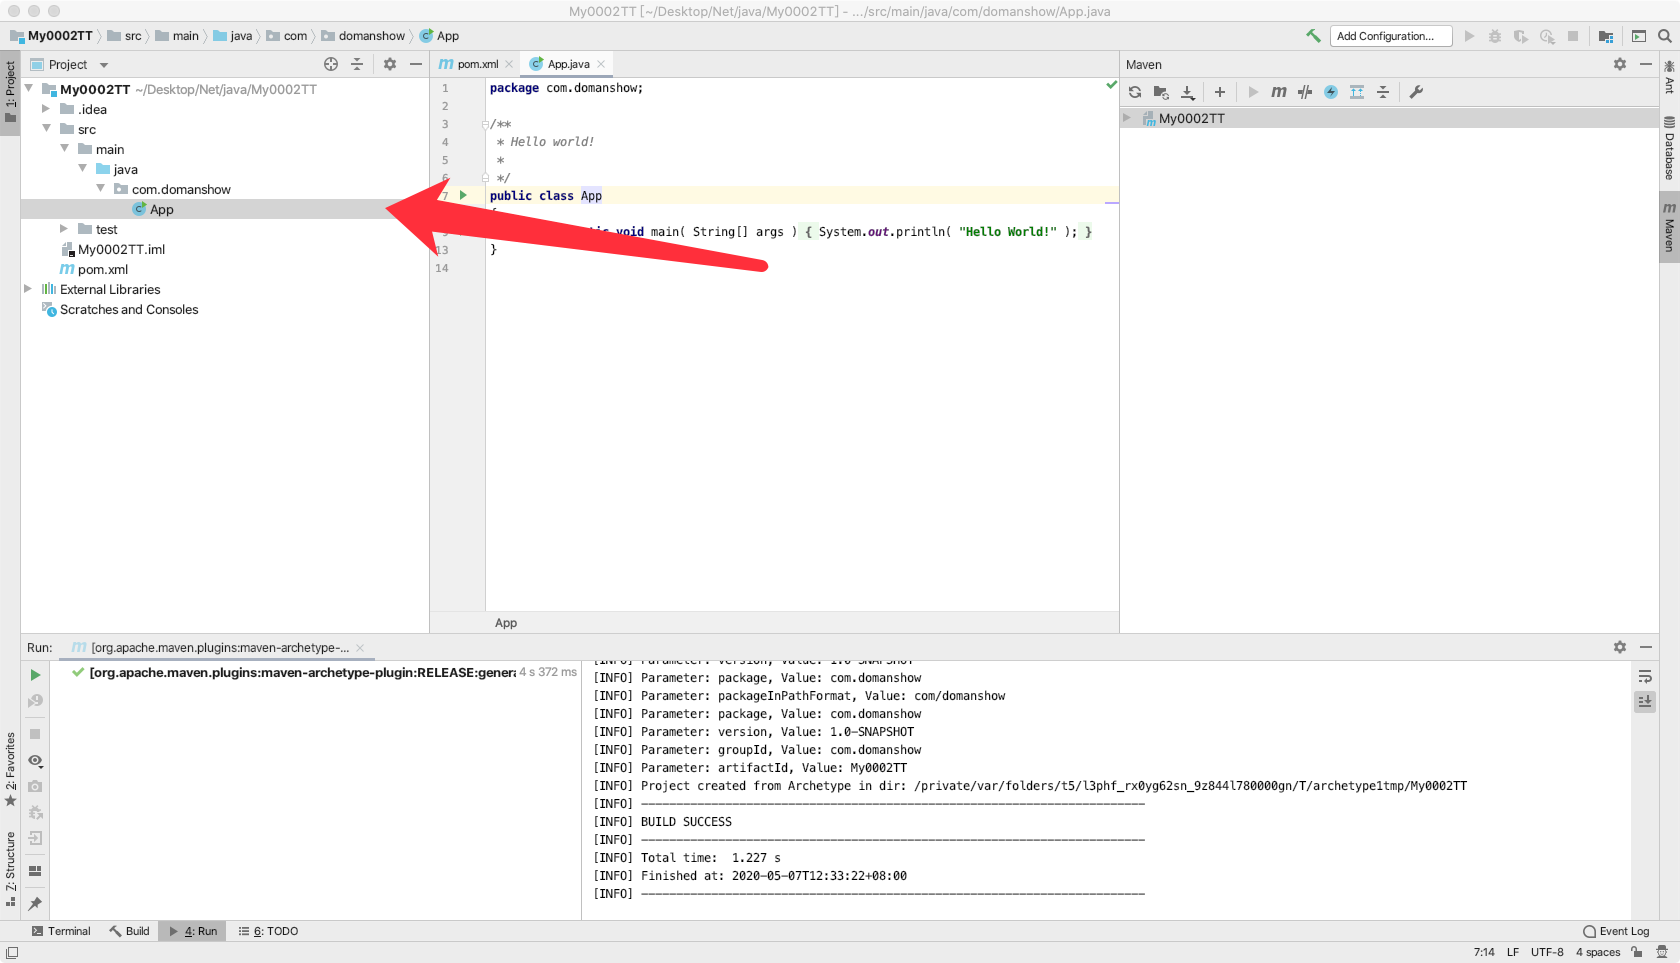 My0002TT [~/Desktop/Net/java/My0002TT] - .../src/main/java/com/domanshow/App.java
My0002TT src main java com domanshow App
Add Configuration...
1: Project
Project
My0002TT ~/Desktop/Net/java/My0002TT
.idea
src
main
java
com.domanshow
App
test
My0002TT.iml
pom.xml
External Libraries
Scratches and Consoles
pom.xml App.java
1 package com.domanshow;
2
3 /**
4 * Hello world!
5 *
6 */
7 public class App
void main( String[] args ) { System.out.println( "Hello World!" ); }
13 }
14
App
Maven
My0002TT
Ant
Database
Maven
Run: [org.apache.maven.plugins:maven-archetype-...
[org.apache.maven.plugins:maven-archetype-plugin:RELEASE:genera 4 s 372 ms
[INFO] Parameter: version, Value: 1.0-SNAPSHOT
[INFO] Parameter: package, Value: com.domanshow
[INFO] Parameter: packageInPathFormat, Value: com/domanshow
[INFO] Parameter: package, Value: com.domanshow
[INFO] Parameter: version, Value: 1.0-SNAPSHOT
[INFO] Parameter: groupId, Value: com.domanshow
[INFO] Parameter: artifactId, Value: My0002TT
[INFO] Project created from Archetype in dir: /private/var/folders/t5/l3phf_rx0yg62sn_9z844l780000gn/T/archetype1tmp/My0002TT
[INFO] ------------------------------------------------------------------------
[INFO] BUILD SUCCESS
[INFO] ------------------------------------------------------------------------
[INFO] Total time:  1.227 s
[INFO] Finished at: 2020-05-07T12:33:22+08:00
[INFO] ------------------------------------------------------------------------
2: Favorites
Z: Structure
Terminal Build 4: Run 6: TODO
Event Log
7:14 LF UTF-8 4 spaces